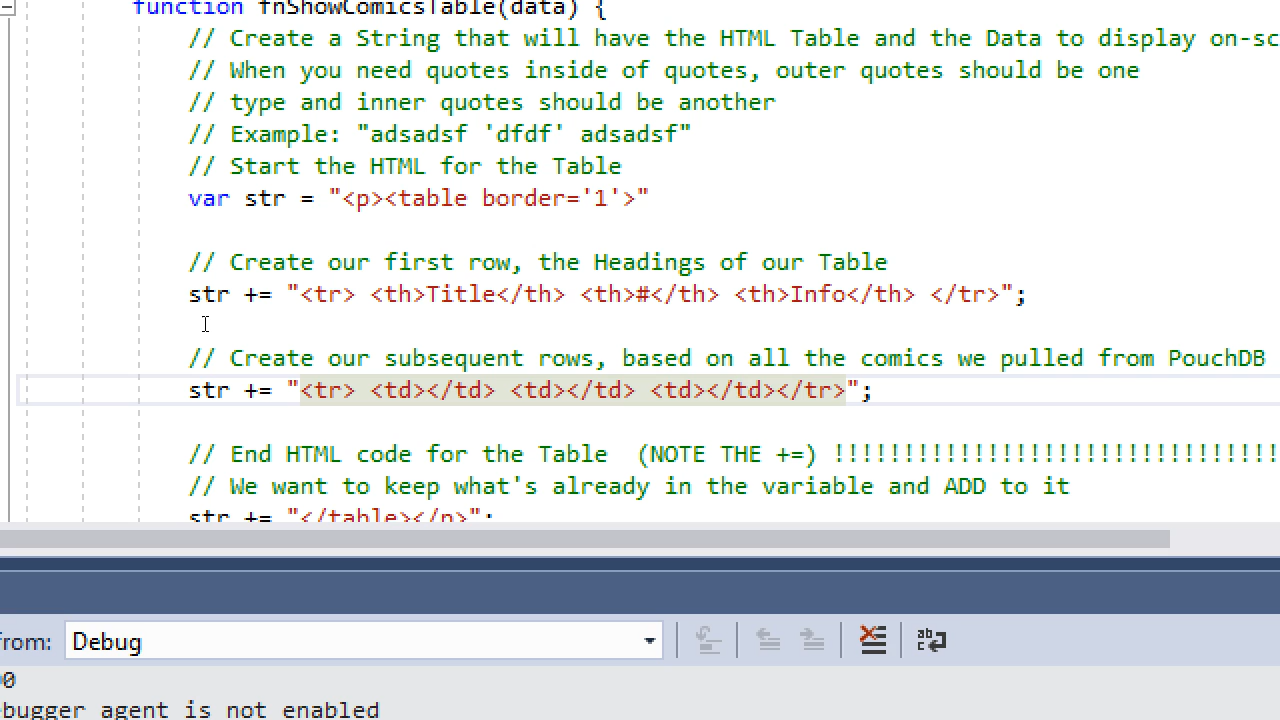 function fnShowComicsTable(data) {
// Create a String that will have the HTML Table and the Data to display on-sc
// When you need quotes inside of quotes, outer quotes should be one
// type and inner quotes should be another
// Example: "adsadsf 'dfdf' adsadsf"
// Start the HTML for the Table
var str = "<p><table border='1'>"
// Create our first row, the Headings of our Table
str += "<tr> <th>Title</th> <th>#</th> <th>Info</th> </tr>";
// Create our subsequent rows, based on all the comics we pulled from PouchDB
str += "<tr> <td></td> <td></td> <td></td></tr>";
// End HTML code for the Table  (NOTE THE +=) !!!!!!!!!!!!!!!!!!!!!!!!!!!!!!!!
// We want to keep what's already in the variable and ADD to it
str += "</table></p>";
from: Debug
0
ebugger agent is not enabled